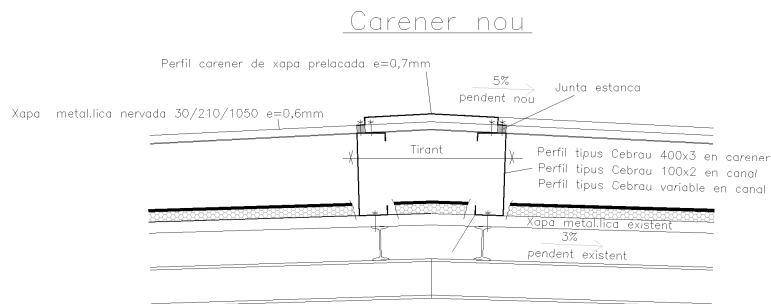 Carener nou
Perfil carener de xapa prelacada e=0,7mm
5%
pendent nou
Junta estanca
Xapa metal.lica nervada 30/210/1050 e=0,6mm
Tirant
Perfil tipus Cebrau 400x3 en carener
Perfil tipus Cebrau 100x2 en canal
Perfil tipus Cebrau variable en canal
Xapa metal.lica existent
3%
pendent existent